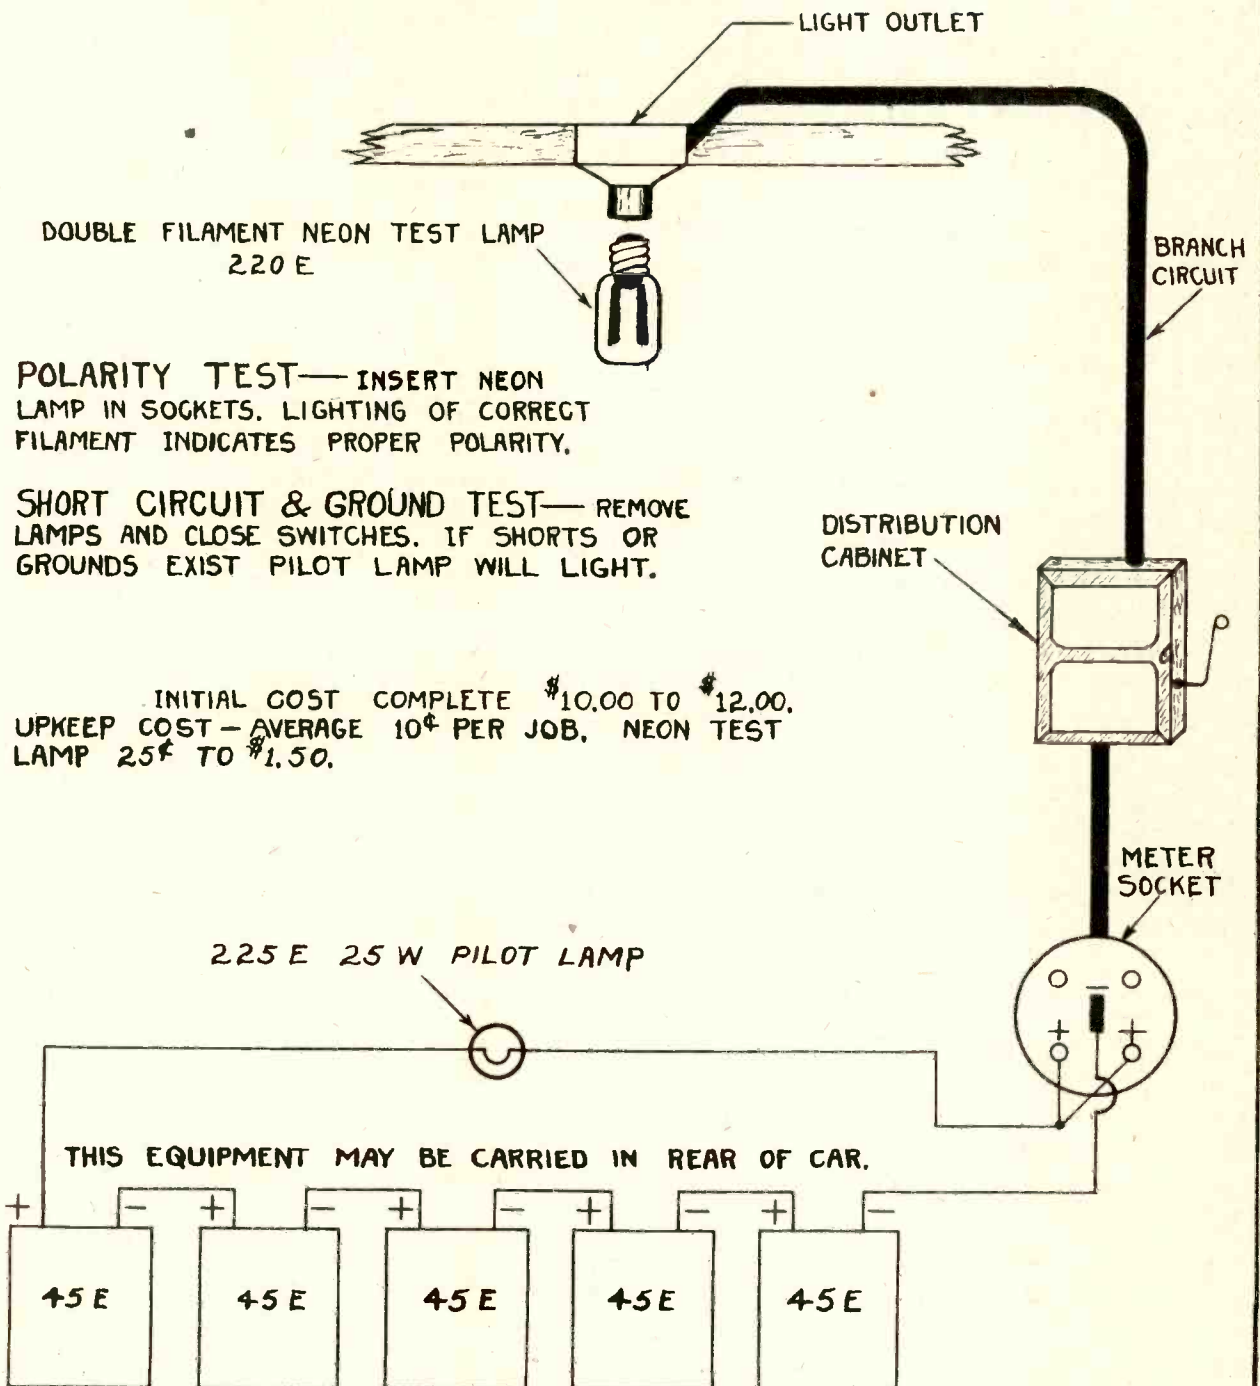 LIGHT OUTLET
DOUBLE FILAMENT NEON TEST LAMP
220 E
BRANCH
CIRCUIT
POLARITY TEST— INSERT NEON
LAMP IN SOCKETS. LIGHTING OF CORRECT
FILAMENT INDICATES PROPER POLARITY.
SHORT CIRCUIT & GROUND TEST— REMOVE
LAMPS AND CLOSE SWITCHES. IF SHORTS OR
GROUNDS EXIST PILOT LAMP WILL LIGHT.
DISTRIBUTION
CABINET
INITIAL COST COMPLETE $10.00 TO $12.00.
UPKEEP COST – AVERAGE 10¢ PER JOB. NEON TEST
LAMP 25¢ TO $1.50.
METER
SOCKET
225 E 25 W PILOT LAMP
–
+ +
THIS EQUIPMENT MAY BE CARRIED IN REAR OF CAR.
+ – + – + – + – + –
45 E 45 E 45 E 45 E 45 E